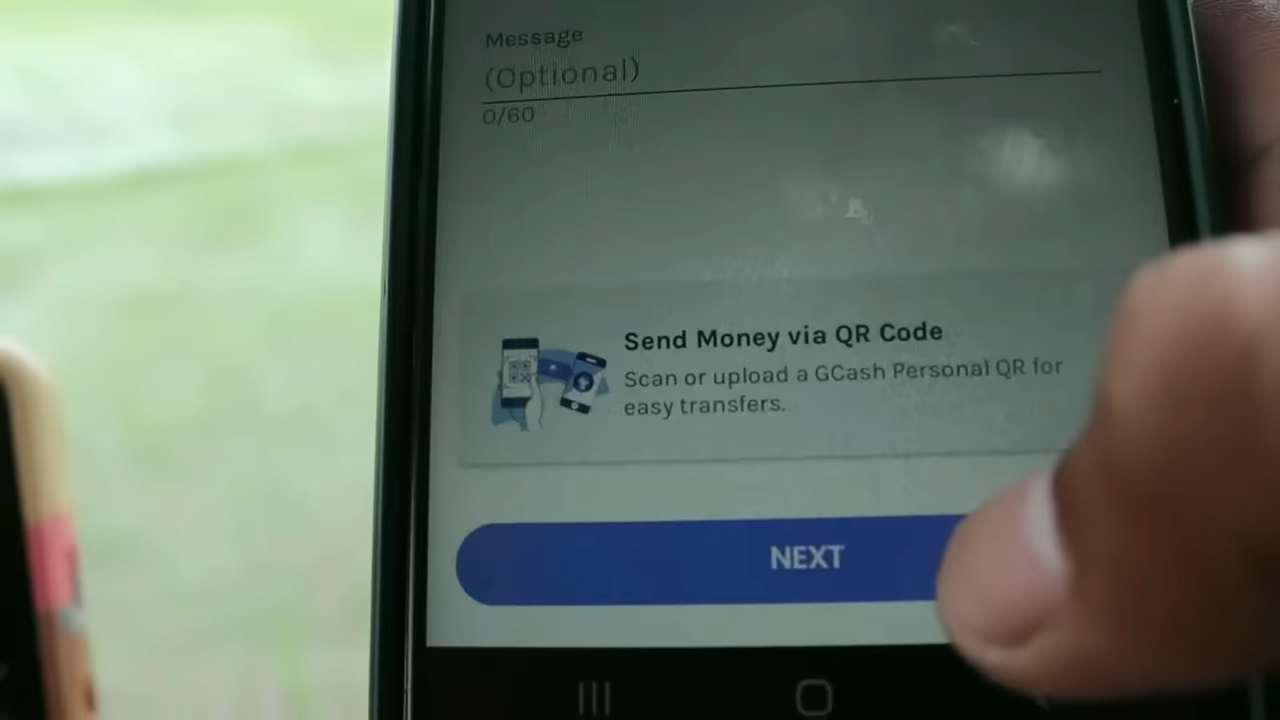 Message
(Optional)
0/60
Send Money via QR Code
Scan or upload a GCash Personal QR for
easy transfers.
NEXT